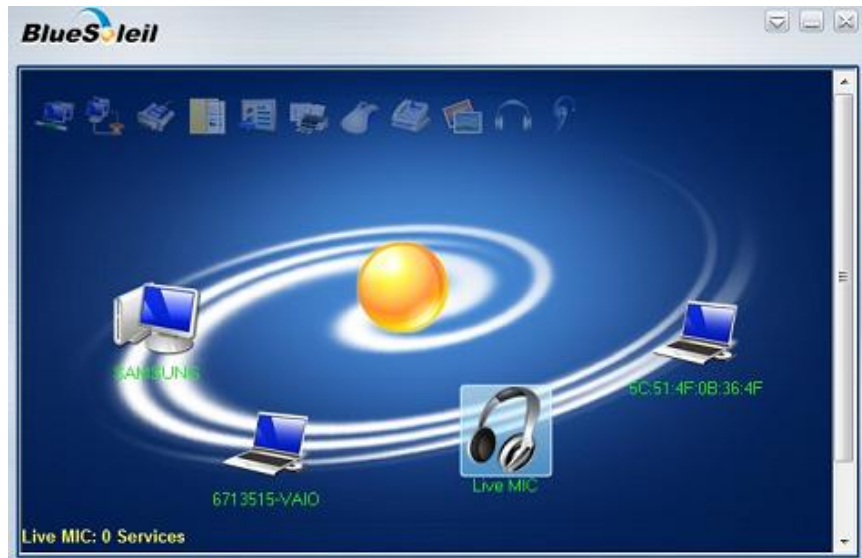 BlueSoleil
SAMSUNG
5C:51:4F:0B:36:4F
6713515-VAIO
Live MIC
Live MIC: 0 Services